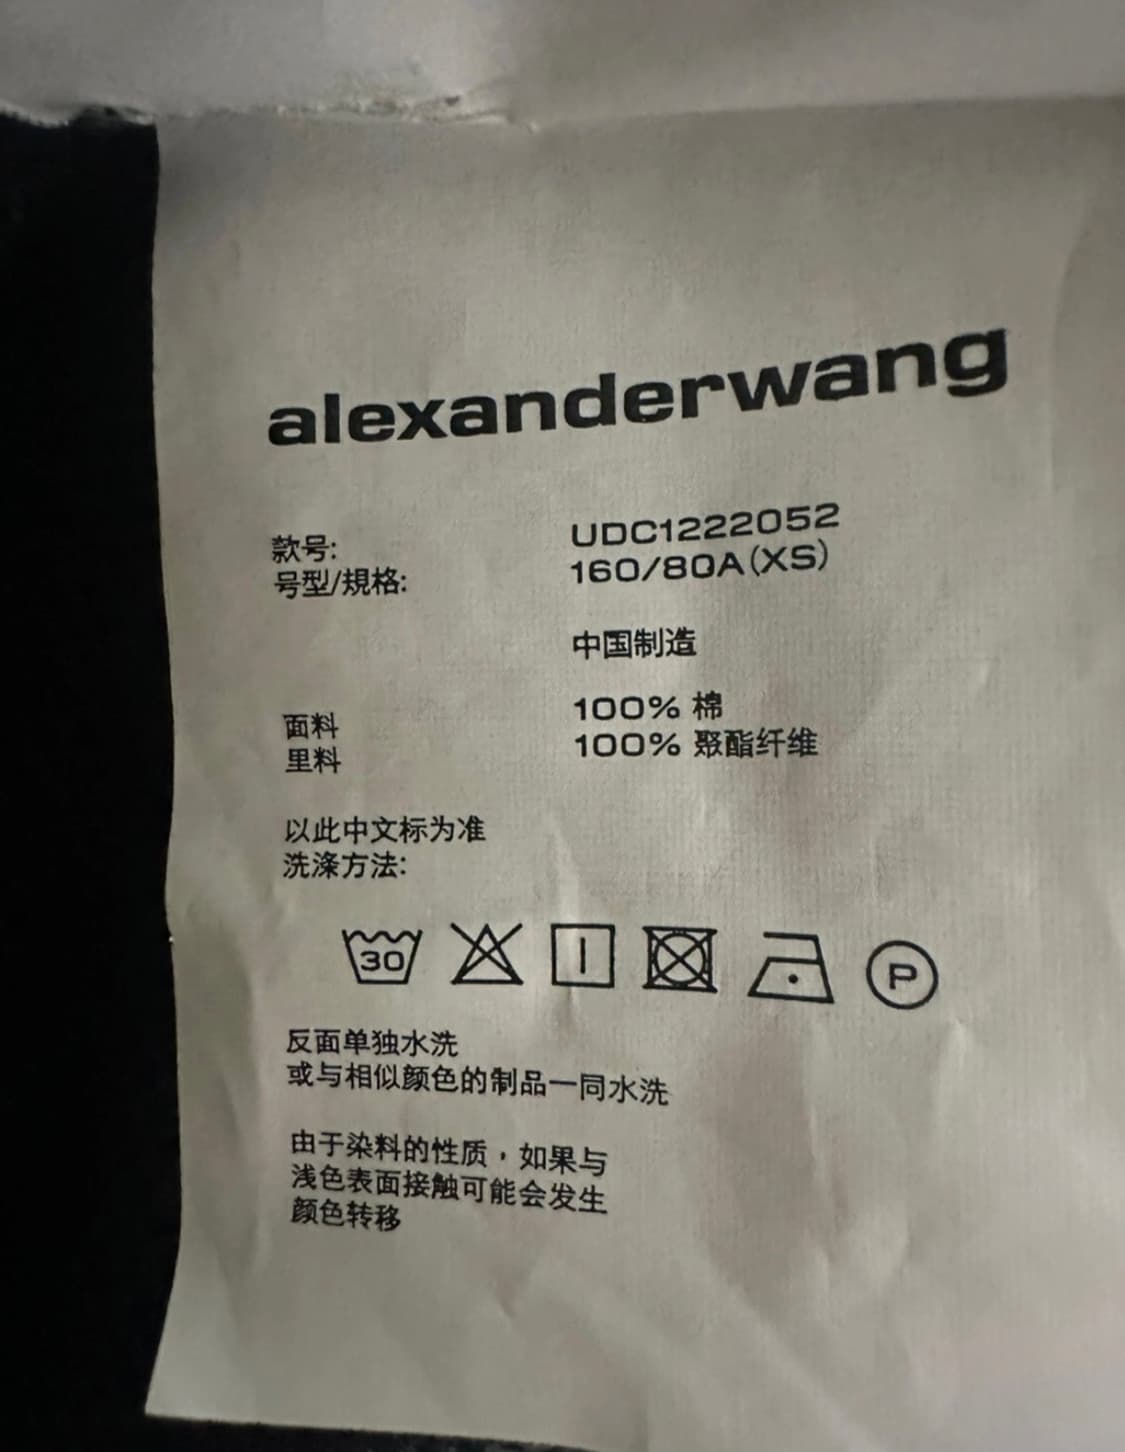 alexanderwang
款号: UDC1222052
号型/規格: 160/80A(XS)
中国制造
面料 100% 棉
里料 100% 聚酯纤维
以此中文标为准
洗涤方法:
30
P
反面单独水洗
或与相似颜色的制品一同水洗
由于染料的性质，如果与
浅色表面接触可能会发生
颜色转移